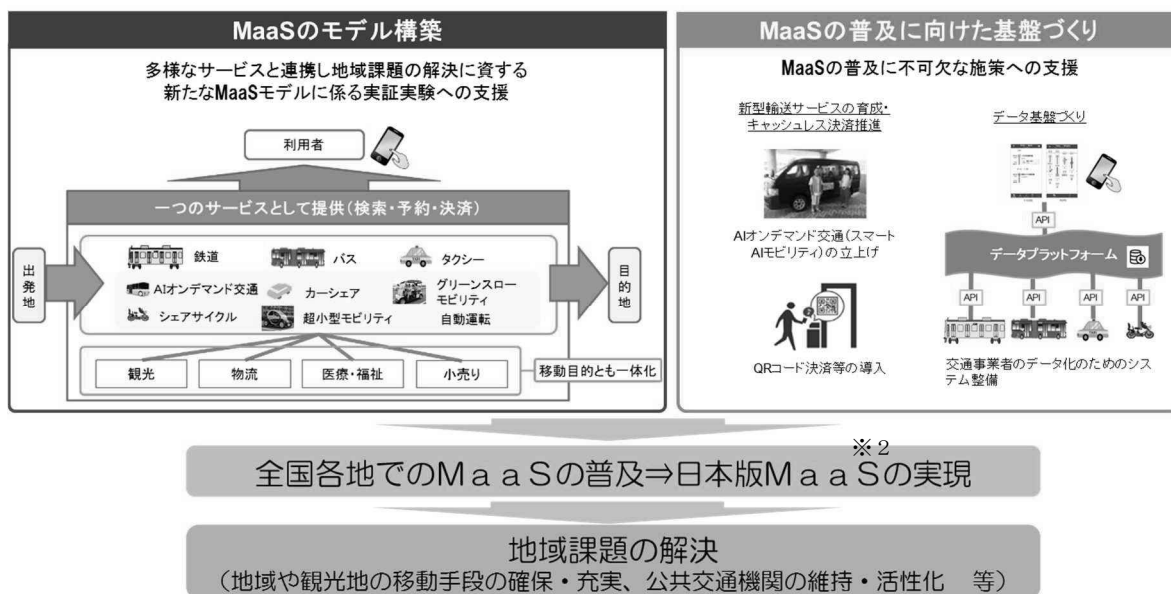 MaaSのモデル構築
多様なサービスと連携し地域課題の解決に資する
新たなMaaSモデルに係る実証実験への支援
利用者
一つのサービスとして提供(検索・予約・決済)
出発地
鉄道
バス
タクシー
AIオンデマンド交通
カーシェア
グリーンスロー
モビリティ
シェアサイクル
超小型モビリティ
自動運転
目的地
観光
物流
医療・福祉
小売り
移動目的とも一体化
MaaSの普及に向けた基盤づくり
MaaSの普及に不可欠な施策への支援
新型輸送サービスの育成・
キャッシュレス決済推進
AIオンデマンド交通(スマート
AIモビリティ)の立上げ
QRコード決済等の導入
データ基盤づくり
API
データプラットフォーム
API
API
API
API
交通事業者のデータ化のためのシス
テム整備
※2
全国各地でのMaaSの普及⇒日本版MaaSの実現
地域課題の解決
(地域や観光地の移動手段の確保・充実、公共交通機関の維持・活性化 等)